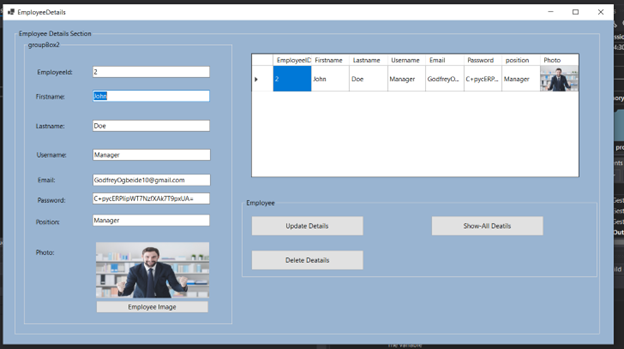 EmployeeDetails
Employee Details Section
groupBox2
EmployeeId:
2
Firstname:
John
Lastname:
Doe
Username:
Manager
Email:
GodfreyOgbeide10@gmail.com
Password:
Position:
Manager
Photo:
Employee Image
EmployeeID Firstname Lastname Username Email Password position Photo
2 John Doe Manager GodfreyO... C+pycERP... Manager
Employee
Update Details
Show-All Deatils
Delete Deatails